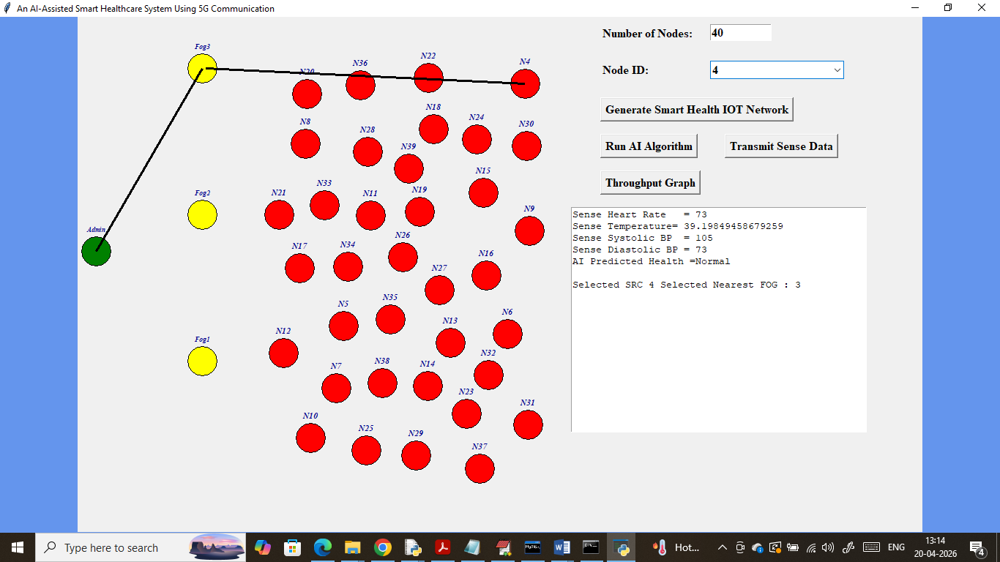 An AI-Assisted Smart Healthcare System Using 5G Communication
Number of Nodes: 40
Node ID: 4
Generate Smart Health IOT Network
Run AI Algorithm
Transmit Sense Data
Throughput Graph
Sense Heart Rate = 73
Sense Temperature= 39.19849458679259
Sense Systolic BP = 105
Sense Diastolic BP = 73
AI Predicted Health =Normal
Selected SRC 4 Selected Nearest FOG : 3
Fog3
N20
N36
N22
N4
N8
N28
N18
N24
N30
N39
Fog2
N21
N33
N11
N19
N15
N9
Admin
N17
N34
N26
N27
N16
N5
N35
N13
N6
Fog1
N12
N7
N38
N14
N32
N23
N31
N10
N25
N29
N37
Type here to search
Hot...
ENG
13:14
20-04-2026
4